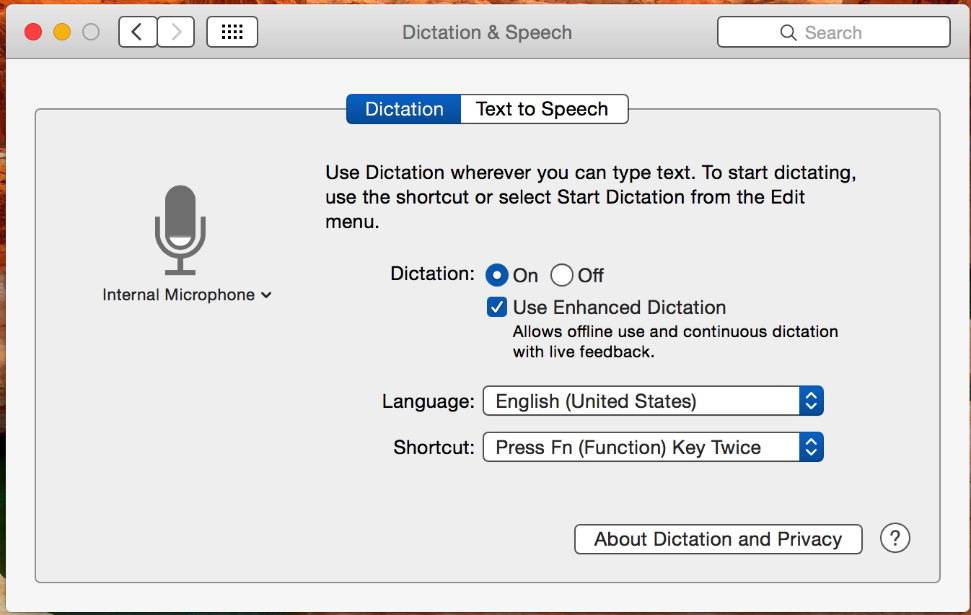 Dictation & Speech
Search
Dictation
Text to Speech
Use Dictation wherever you can type text. To start dictating,
use the shortcut or select Start Dictation from the Edit
menu.
Internal Microphone
Dictation: On Off
Use Enhanced Dictation
Allows offline use and continuous dictation
with live feedback.
Language: English (United States)
Shortcut: Press Fn (Function) Key Twice
About Dictation and Privacy
?